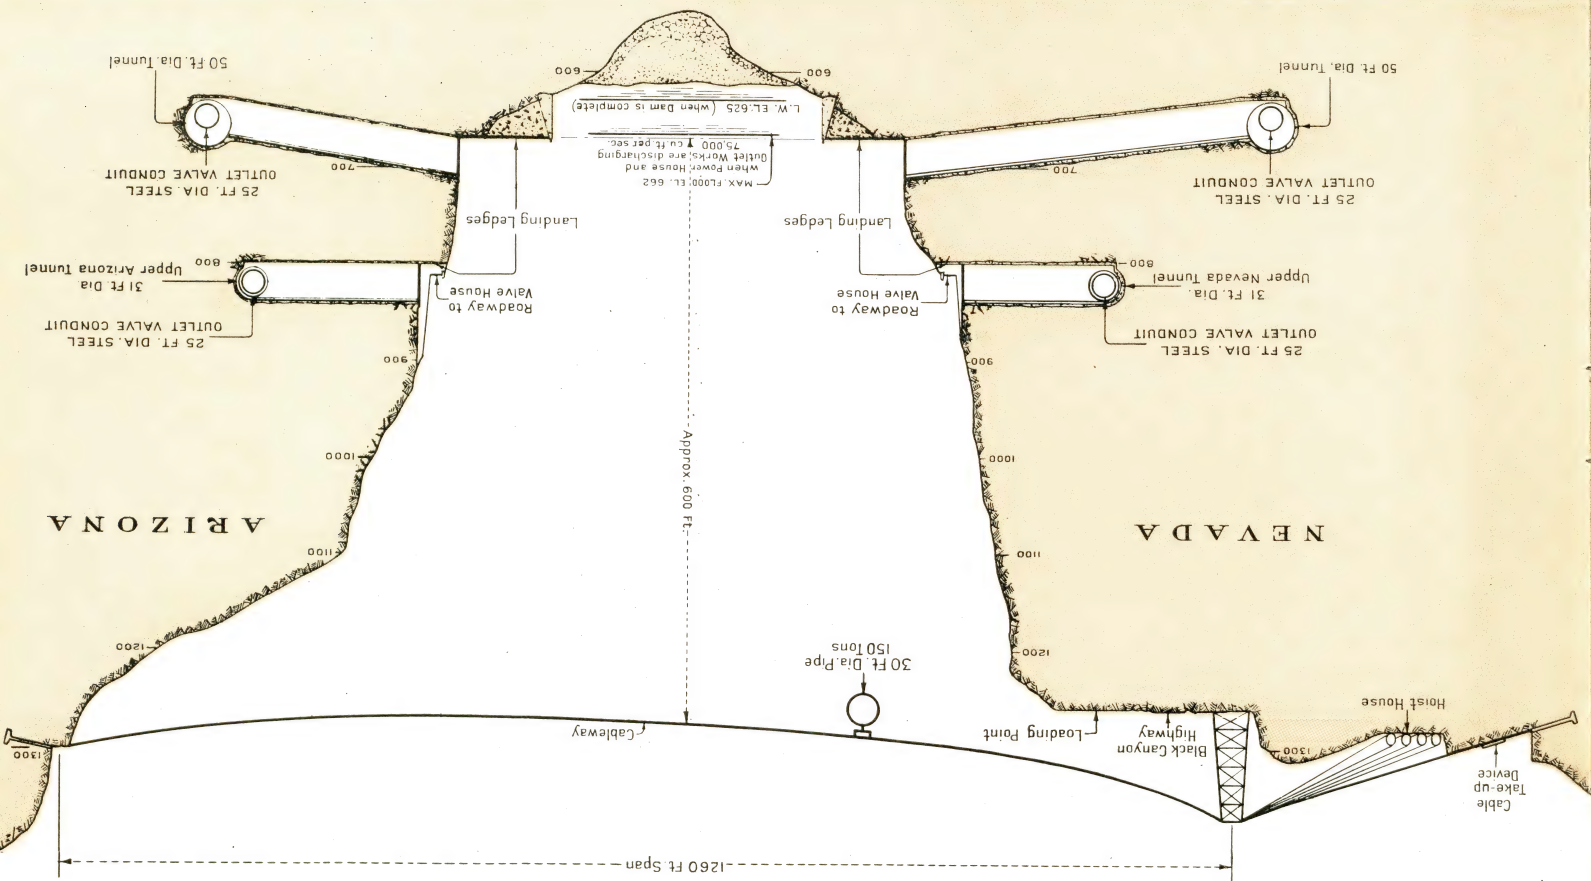 1260 Ft. Span
Cable
Take-up
Device
Hoist House
1300
Black Canyon
Highway
Loading Point
Cableway
1300
30 Ft. Dia. Pipe
150 Tons
1200
1200
1100
1100
NEVADA
ARIZONA
Approx. 600 Ft.
1000
1000
900
900
25 FT. DIA. STEEL
OUTLET VALVE CONDUIT
31 Ft. Dia.
Upper Nevada Tunnel
800
Roadway to
Valve House
Roadway to
Valve House
25 FT. DIA. STEEL
OUTLET VALVE CONDUIT
31 Ft. Dia
Upper Arizona Tunnel
800
Landing Ledges
Landing Ledges
25 FT. DIA. STEEL
OUTLET VALVE CONDUIT
700
MAX. FLOOD EL. 662
when Power House and
Outlet Works are discharging
75,000 cu. ft. per sec.
700
25 FT. DIA. STEEL
OUTLET VALVE CONDUIT
L. W. EL. 625 (when Dam is complete)
50 Ft. Dia. Tunnel
600
600
50 Ft. Dia. Tunnel